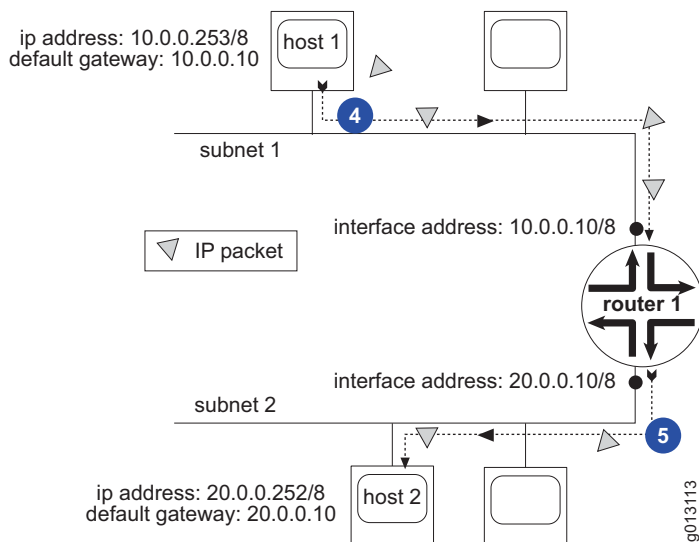 ip address: 10.0.0.253/8
default gateway: 10.0.0.10
host 1
4
subnet 1
interface address: 10.0.0.10/8
IP packet
router 1
interface address: 20.0.0.10/8
subnet 2
5
ip address: 20.0.0.252/8
default gateway: 20.0.0.10
host 2
g013113